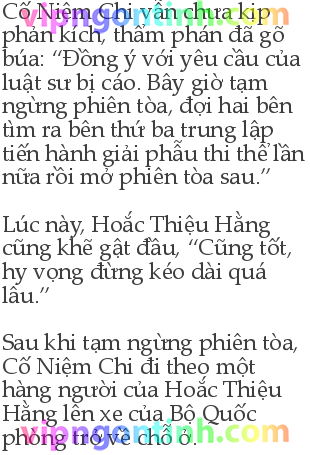 Cố Niệm Chi vẫn chưa kịp
phản kích, thẩm phán đã gõ
búa: “Đồng ý với yêu cầu của
luật sư bị cáo. Bây giờ tạm
ngừng phiên tòa, đợi hai bên
tìm ra bên thứ ba trung lập
tiến hành giải phẫu thi thể lần
nữa rồi mở phiên tòa sau.”
Lúc này, Hoắc Thiệu Hằng
cũng khẽ gật đầu, “Cũng tốt,
hy vọng đừng kéo dài quá
lâu.”
Sau khi tạm ngừng phiên tòa,
Cố Niệm Chi đi theo một
hàng người của Hoắc Thiệu
Hằng lên xe của Bộ Quốc
phòng trở về chỗ ở.
vipngontinh.com
vipngontinh.com